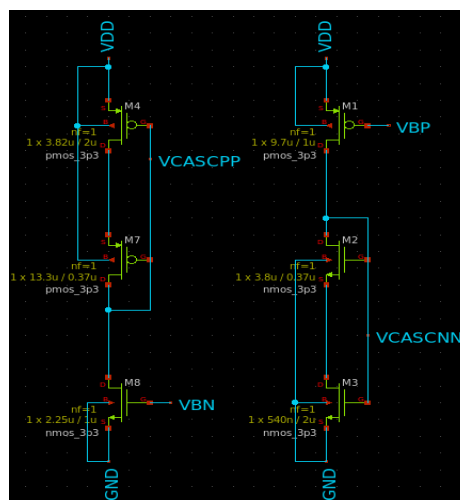 VDD
VDD
S
M4
S
M1
nf=1
B
G
nf=1
B
G
VBP
1 x 3.82u / 2u
1 x 9.7u / 1u
pmos_3p3
D
pmos_3p3
D
VCASCPP
S
M7
D
M2
nf=1
B
G
nf=1
B
G
1 x 13.3u / 0.37u
1 x 3.8u / 0.37u
pmos_3p3
D
nmos_3p3
S
VCASCNN
D
M8
D
M3
nf=1
B
G
VBN
nf=1
B
G
1 x 2.25u / 1u
1 x 540n / 2u
nmos_3p3
S
nmos_3p3
S
GND
GND